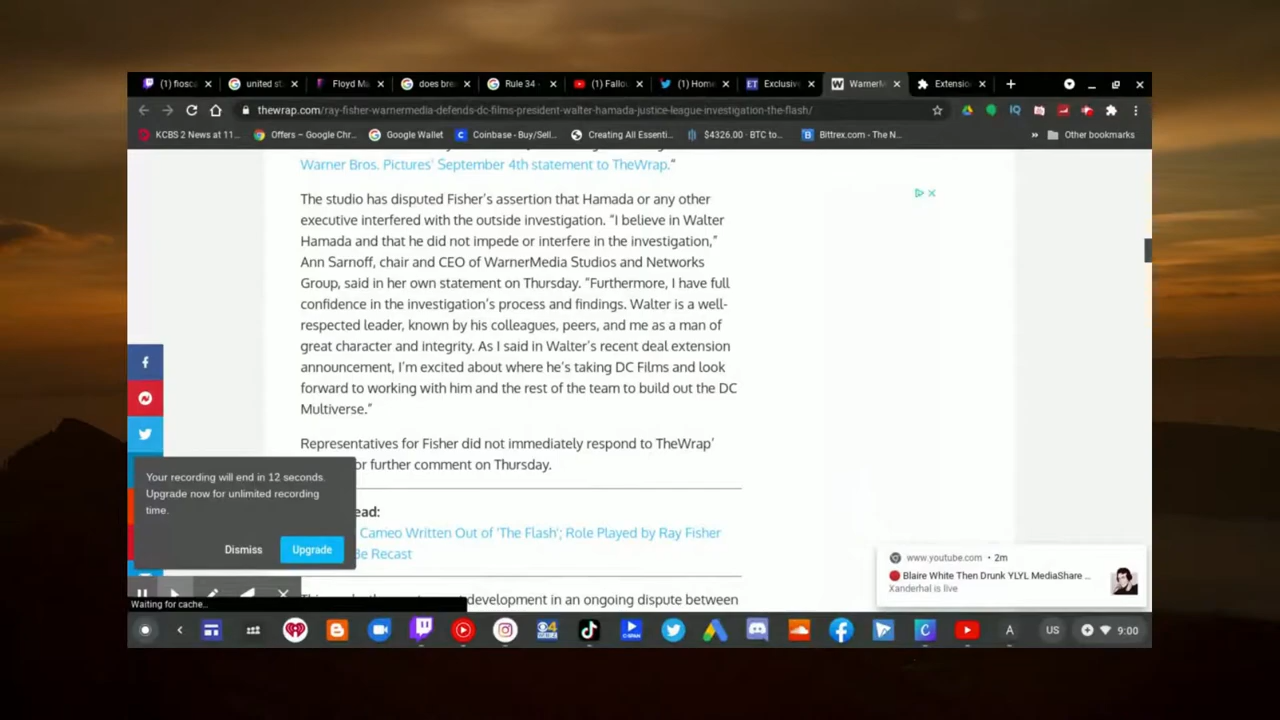 (1) fiosc
united st
Floyd M
does bre
Rule 34
(1) Fallo
(1) Home
ET Exclusiv
W WarnerM
Extensio
thewrap.com/ray-fisher-warnermedia-defends-dc-films-president-walter-hamada-justice-league-investigation-the-flash/
KCBS 2 News at 11... Offers – Google Chr... Google Wallet Coinbase - Buy/Sell... Creating All Essenti... $4326.00 · BTC to... Bittrex.com - The N... » Other bookmarks
Warner Bros. Pictures' September 4th statement to TheWrap.“
The studio has disputed Fisher’s assertion that Hamada or any other
executive interfered with the outside investigation. “I believe in Walter
Hamada and that he did not impede or interfere in the investigation,”
Ann Sarnoff, chair and CEO of WarnerMedia Studios and Networks
Group, said in her own statement on Thursday. “Furthermore, I have full
confidence in the investigation’s process and findings. Walter is a well-
respected leader, known by his colleagues, peers, and me as a man of
great character and integrity. As I said in Walter’s recent deal extension
announcement, I’m excited about where he’s taking DC Films and look
forward to working with him and the rest of the team to build out the DC
Multiverse.”
Representatives for Fisher did not immediately respond to TheWrap’
or further comment on Thursday.
ead:
Cameo Written Out of 'The Flash'; Role Played by Ray Fisher
Be Recast
development in an ongoing dispute between
Your recording will end in 12 seconds.
Upgrade now for unlimited recording
time.
Dismiss Upgrade
Waiting for cache...
www.youtube.com • 2m
Blaire White Then Drunk YLYL MediaShare ...
Xanderhal is live
US 9:00